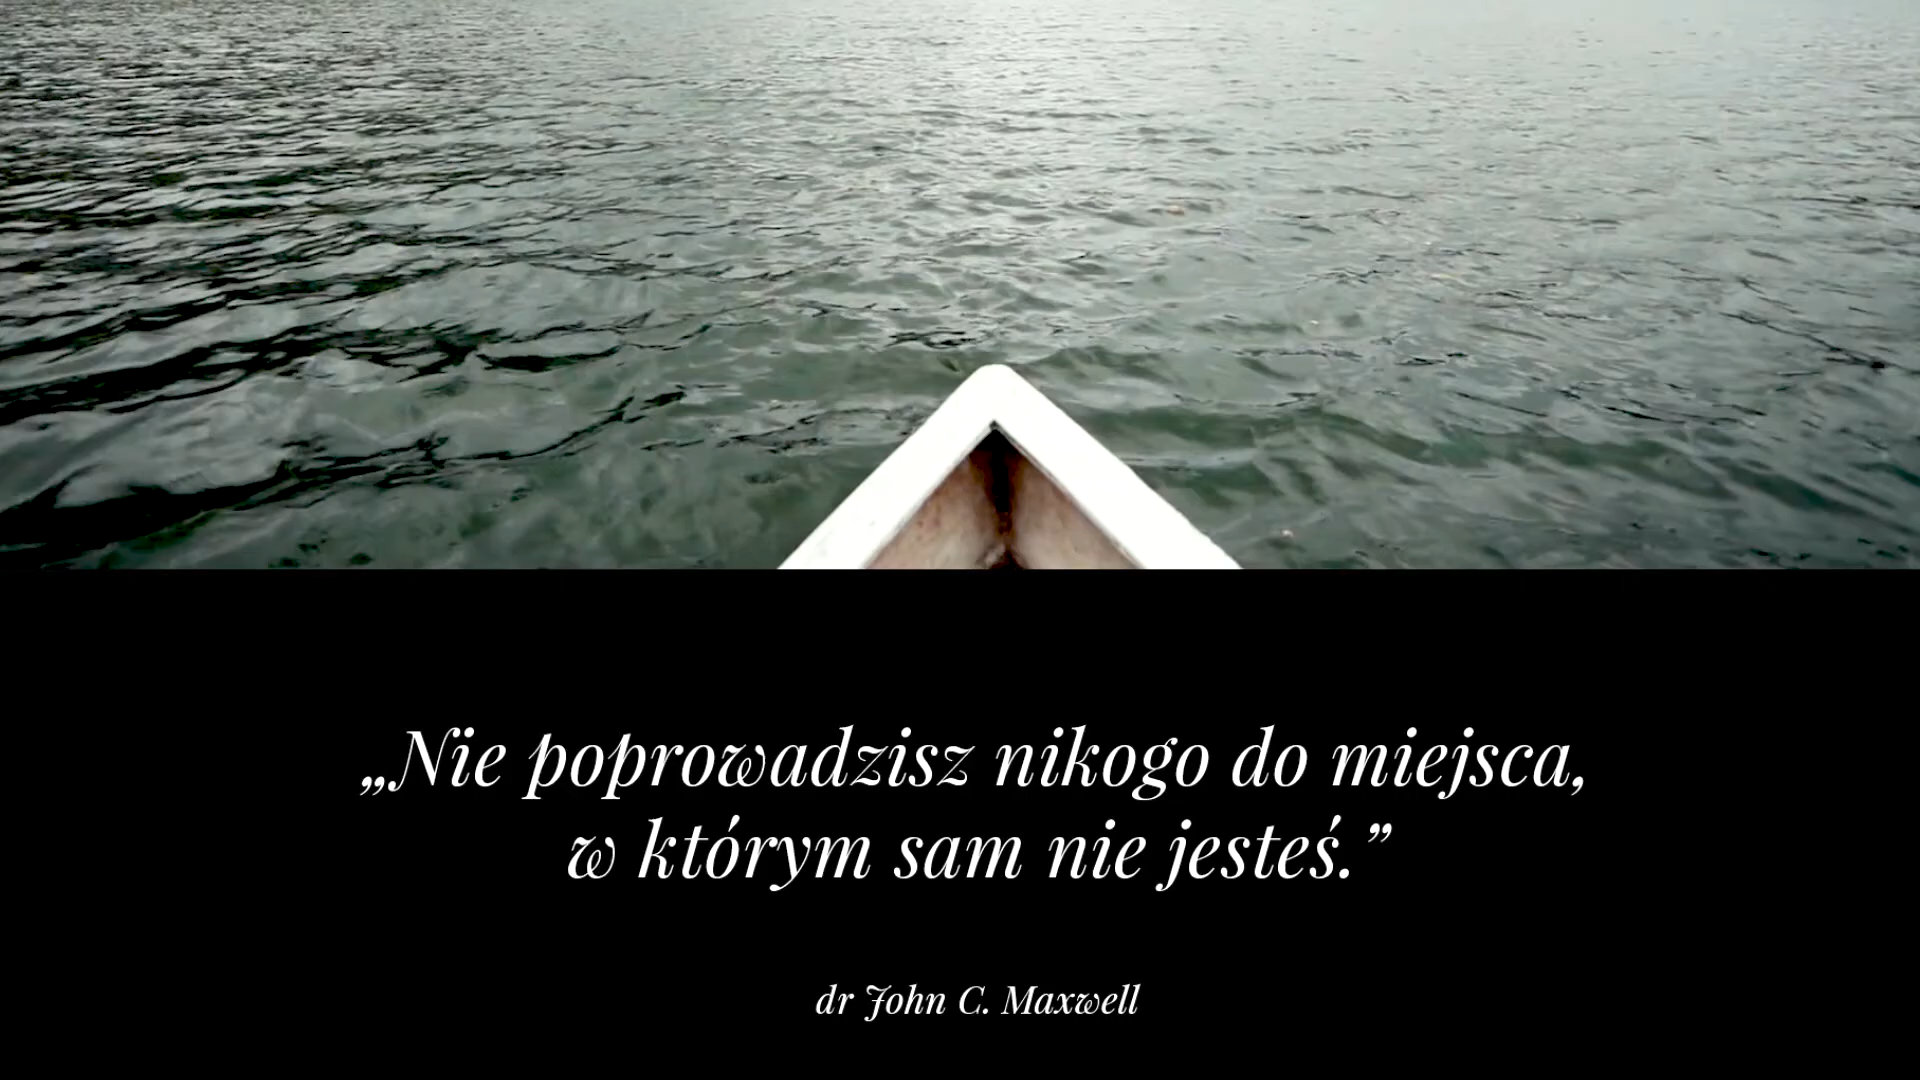 „Nie poprowadzisz nikogo do miejsca,
w którym sam nie jesteś.”
dr John C. Maxwell